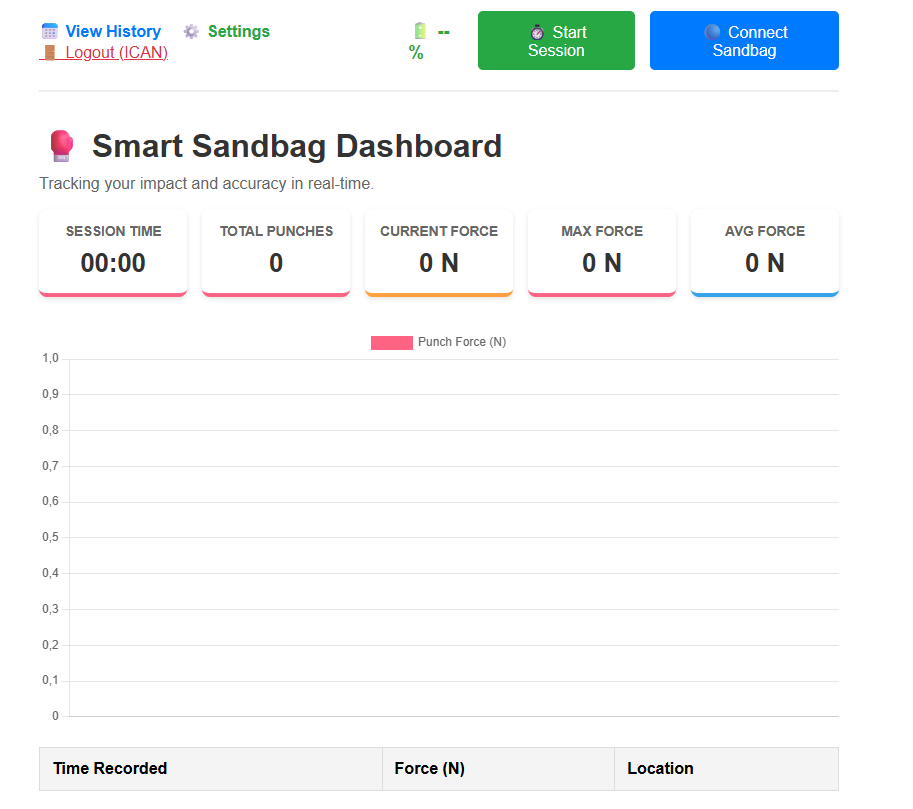 View History Settings
Logout (ICAN)
--
%
Start
Session
Connect
Sandbag
Smart Sandbag Dashboard
Tracking your impact and accuracy in real-time.
SESSION TIME
00:00
TOTAL PUNCHES
0
CURRENT FORCE
0 N
MAX FORCE
0 N
AVG FORCE
0 N
Punch Force (N)
1,0
0,9
0,8
0,7
0,6
0,5
0,4
0,3
0,2
0,1
0
Time Recorded Force (N) Location